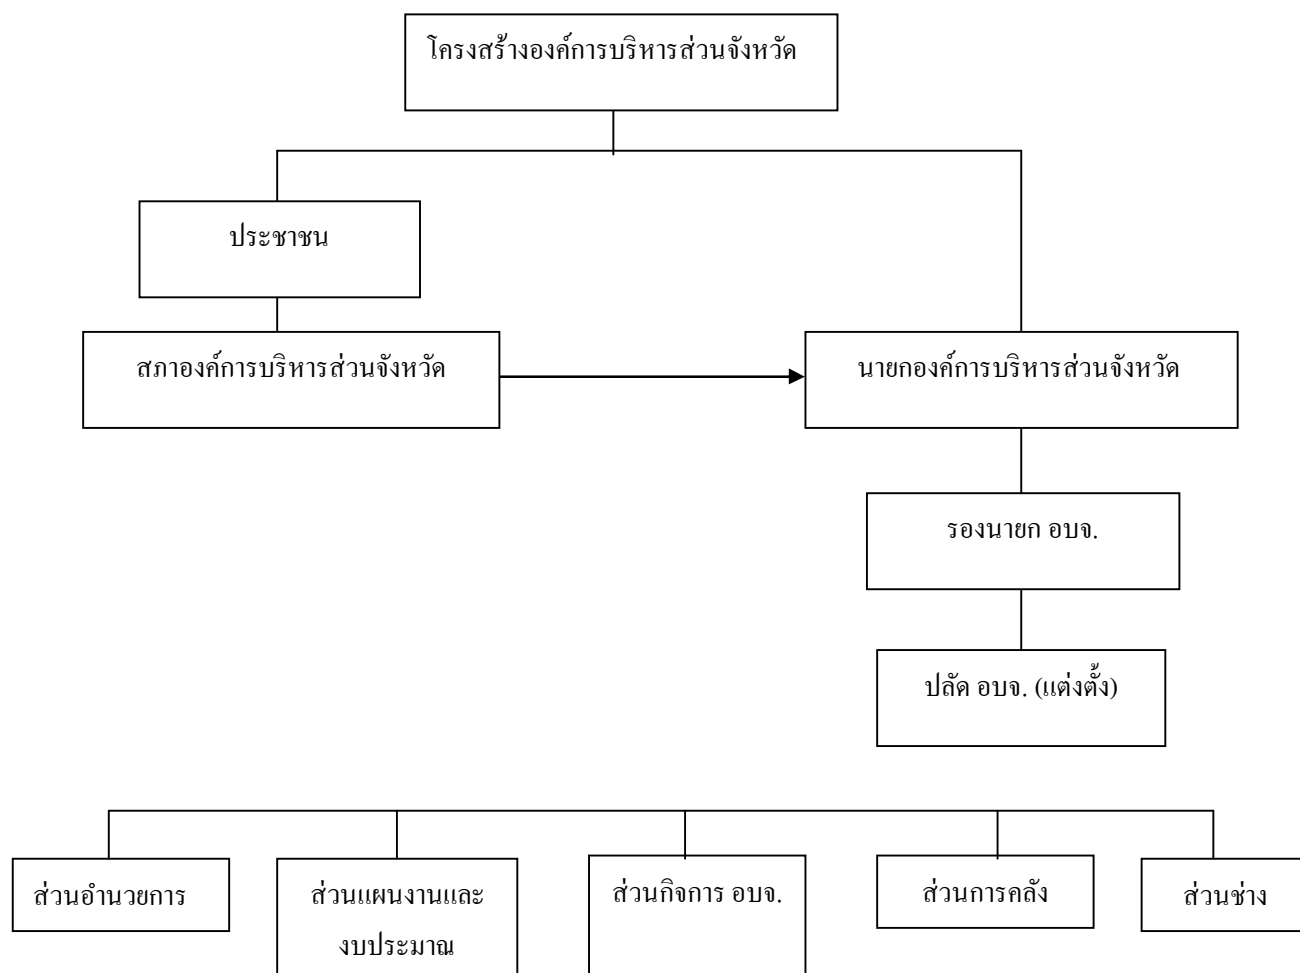 โครงสร้างองค์การบริหารส่วนจังหวัด
ประชาชน
สภาองค์การบริหารส่วนจังหวัด
นายกองค์การบริหารส่วนจังหวัด
รองนายก อบจ.
ปลัด อบจ. (แต่งตั้ง)
ส่วนอำนวยการ
ส่วนแผนงานและ
งบประมาณ
ส่วนกิจการ อบจ.
ส่วนการคลัง
ส่วนช่าง